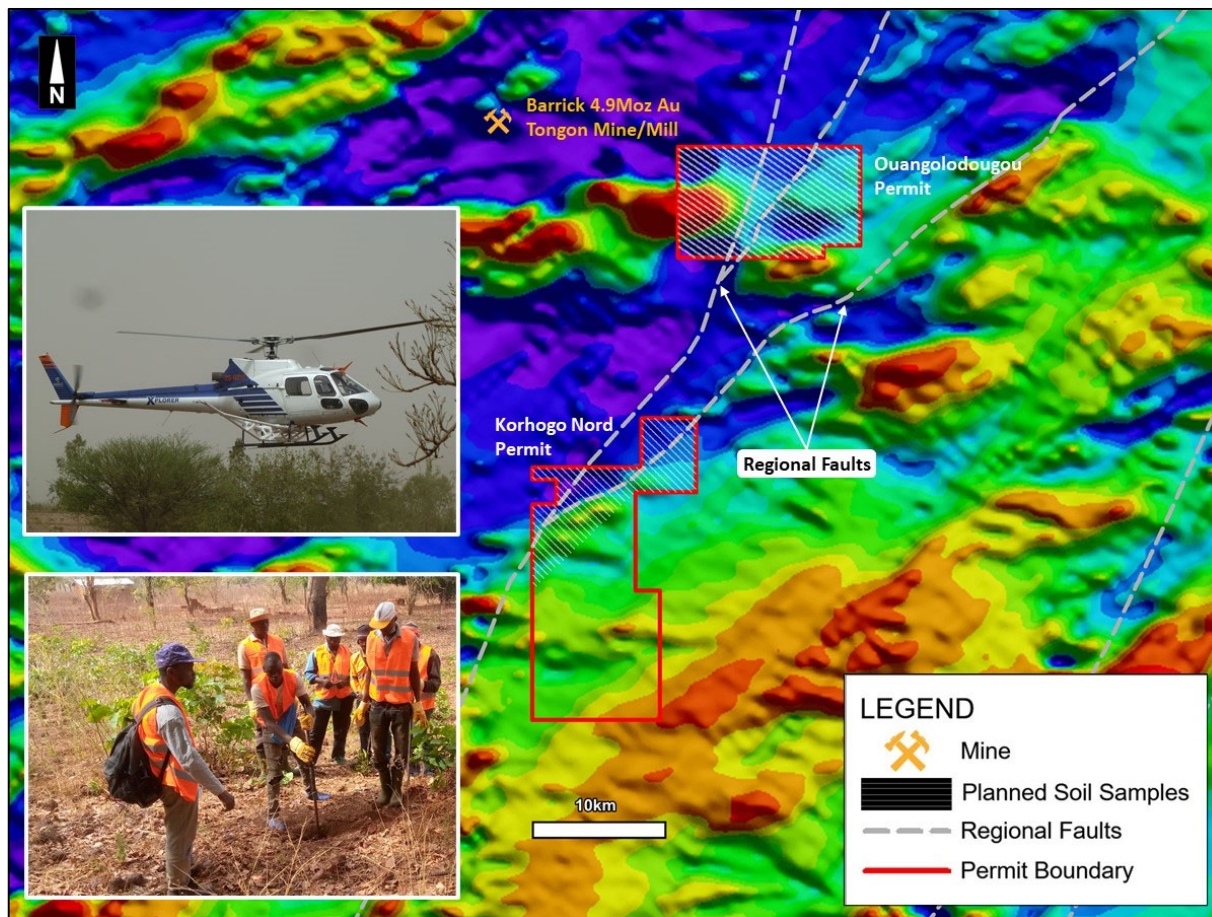 N
Barrick 4.9Moz Au
Tongon Mine/Mill
Ouangolodougou
Permit
XPLORER
Korhogo Nord
Permit
Regional Faults
10km
LEGEND
Mine
Planned Soil Samples
Regional Faults
Permit Boundary